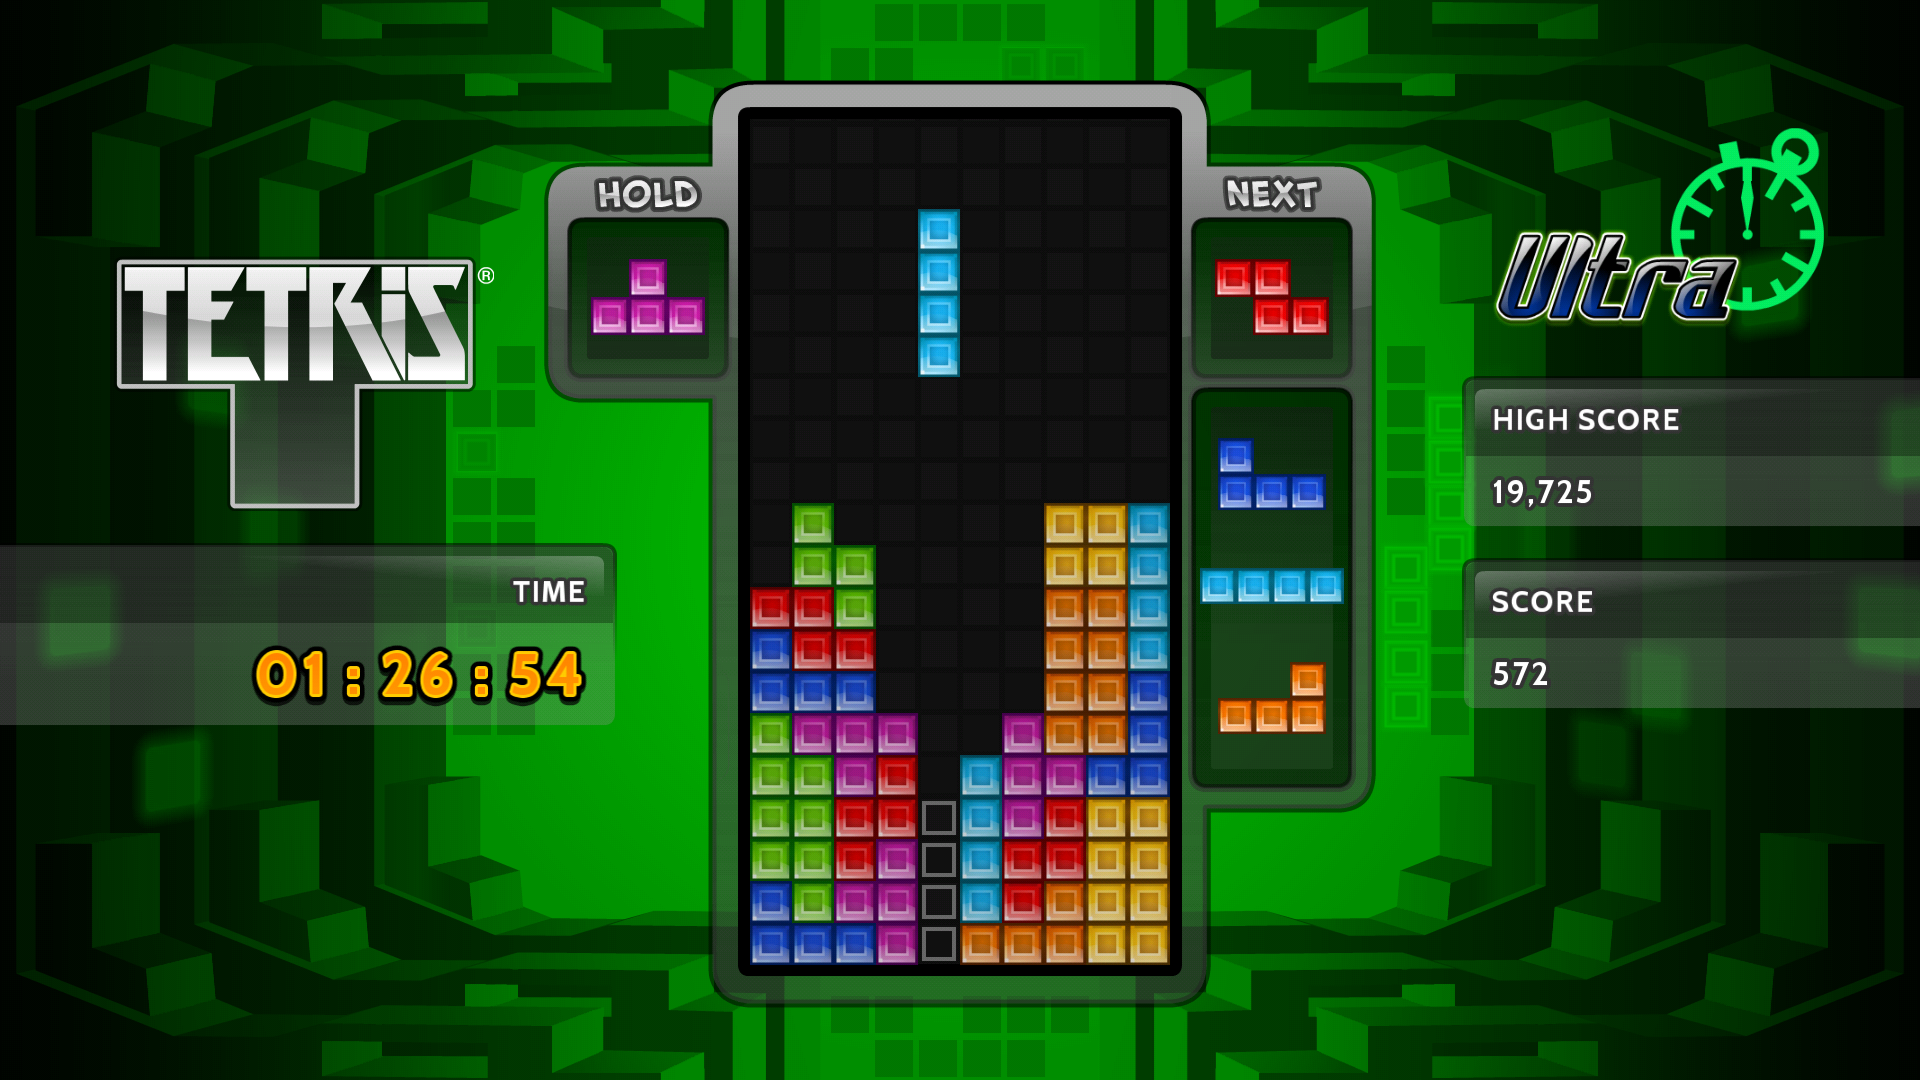 HOLD
NEXT
TETRIS®
Ultra
HIGH SCORE
19,725
TIME
01:26:54
SCORE
572